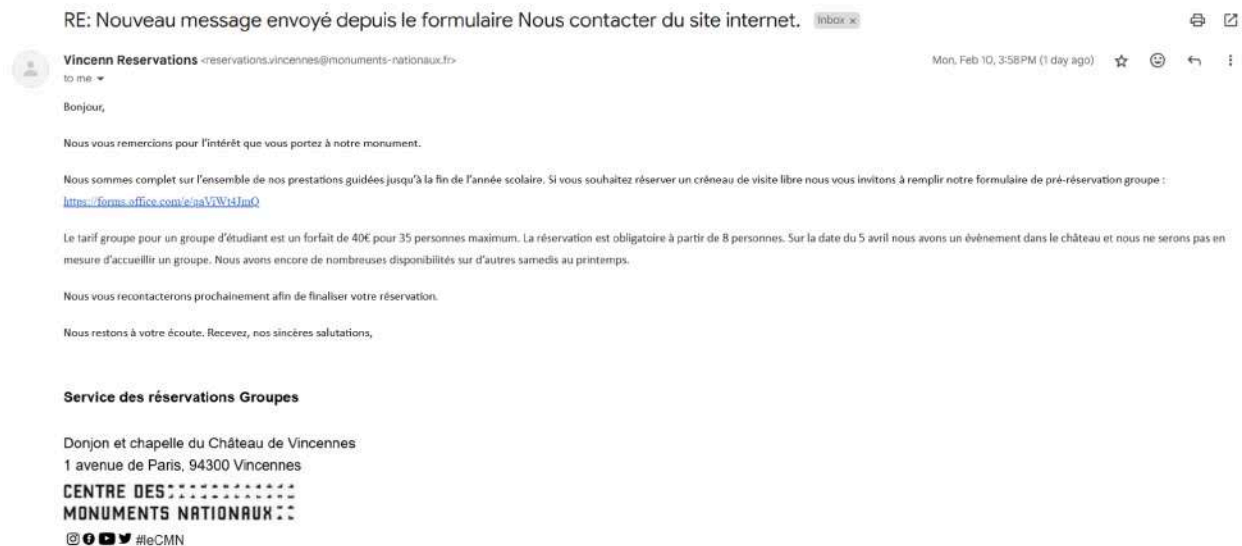 RE: Nouveau message envoyé depuis le formulaire Nous contacter du site internet. Inbox x
Vincenn Reservations <reservations.vincennes@monuments-nationaux.fr> Mon, Feb 10, 3:58 PM (1 day ago)
to me
Bonjour,
Nous vous remercions pour l'intérêt que vous portez à notre monument.
Nous sommes complet sur l'ensemble de nos prestations guidées jusqu'à la fin de l'année scolaire. Si vous souhaitez réserver un créneau de visite libre nous vous invitons à remplir notre formulaire de pré-réservation groupe :
https://forms.office.com/e/qaVjWt4JmQ
Le tarif groupe pour un groupe d'étudiant est un forfait de 40€ pour 35 personnes maximum. La réservation est obligatoire à partir de 8 personnes. Sur la date du 5 avril nous avons un évènement dans le château et nous ne serons pas en
mesure d'accueillir un groupe. Nous avons encore de nombreuses disponibilités sur d'autres samedis au printemps.
Nous vous recontacterons prochainement afin de finaliser votre réservation.
Nous restons à votre écoute. Recevez, nos sincères salutations,
Service des réservations Groupes
Donjon et chapelle du Château de Vincennes
1 avenue de Paris, 94300 Vincennes
CENTRE DES
MONUMENTS NATIONAUX
#leCMN